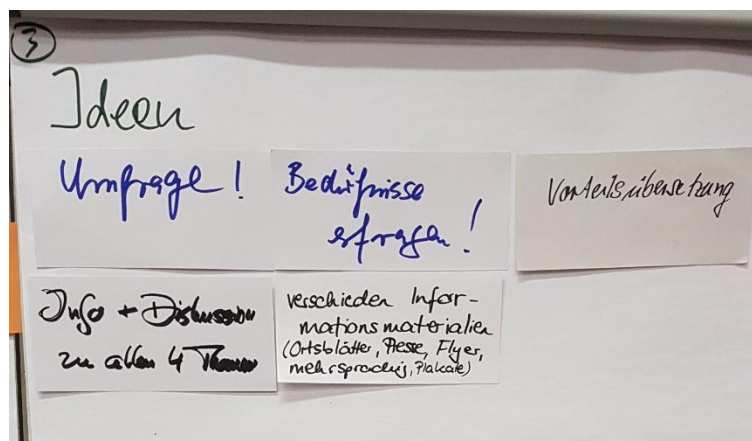 3
Ideen
Umfrage!
Bedürfnisse
erfragen!
Vorteilsübersetzung
Info + Diskussion
zu allen 4 Themen
verschieden Infor-
mationsmaterialien
(Ortsblätter, Presse, Flyer,
mehrsprachig, Plakate)